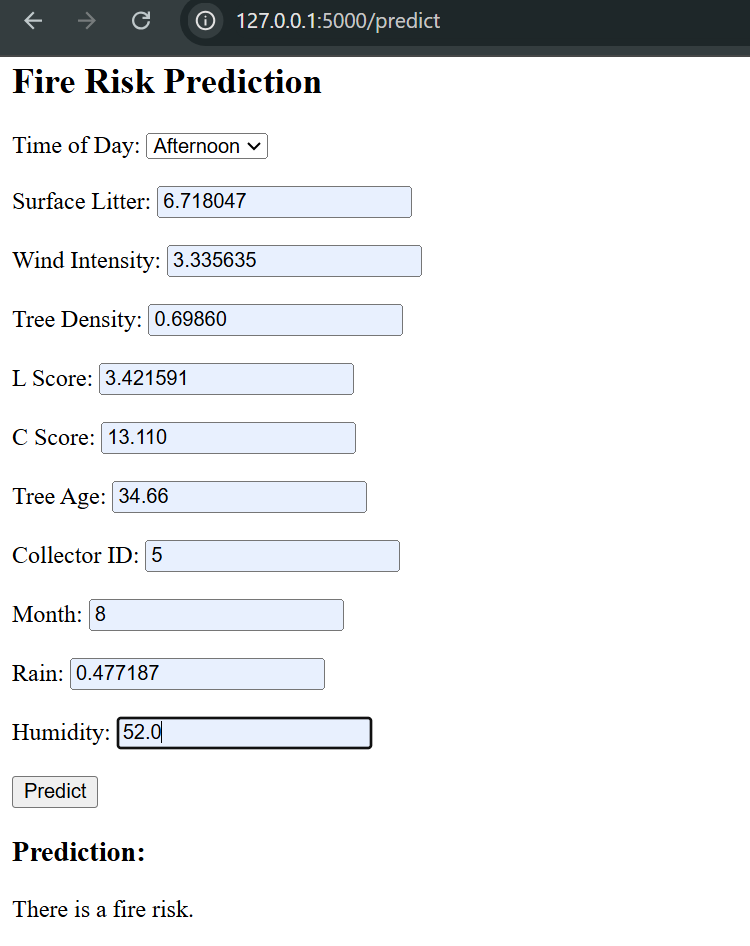 127.0.0.1:5000/predict
Fire Risk Prediction
Time of Day: Afternoon
Surface Litter: 6.718047
Wind Intensity: 3.335635
Tree Density: 0.69860
L Score: 3.421591
C Score: 13.110
Tree Age: 34.66
Collector ID: 5
Month: 8
Rain: 0.477187
Humidity: 52.0
Predict
Prediction:
There is a fire risk.